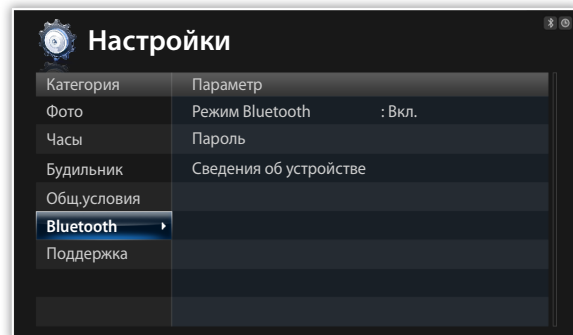 Настройки
Категория Параметр
Фото Режим Bluetooth : Вкл.
Часы Пароль
Будильник Сведения об устройстве
Общ.условия
Bluetooth
Поддержка